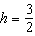 h = 3/2